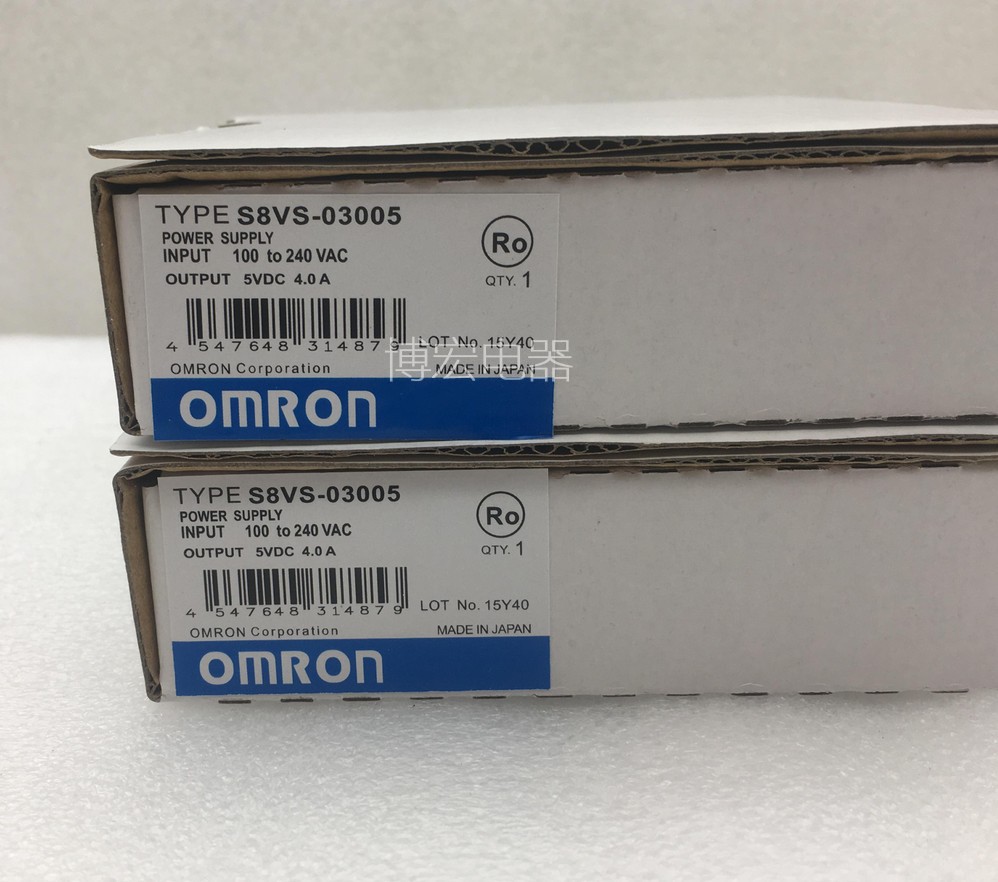 TYPE S8VS-03005
POWER SUPPLY
INPUT 100 to 240 VAC
OUTPUT 5VDC 4.0 A
Ro
QTY. 1
4 547648 314879
LOT No. 15Y40
OMRON Corporation
MADE IN JAPAN
OMRON
博宏电器
TYPE S8VS-03005
POWER SUPPLY
INPUT 100 to 240 VAC
OUTPUT 5VDC 4.0 A
Ro
QTY. 1
4 547648 314879
LOT No. 15Y40
OMRON Corporation
MADE IN JAPAN
OMRON